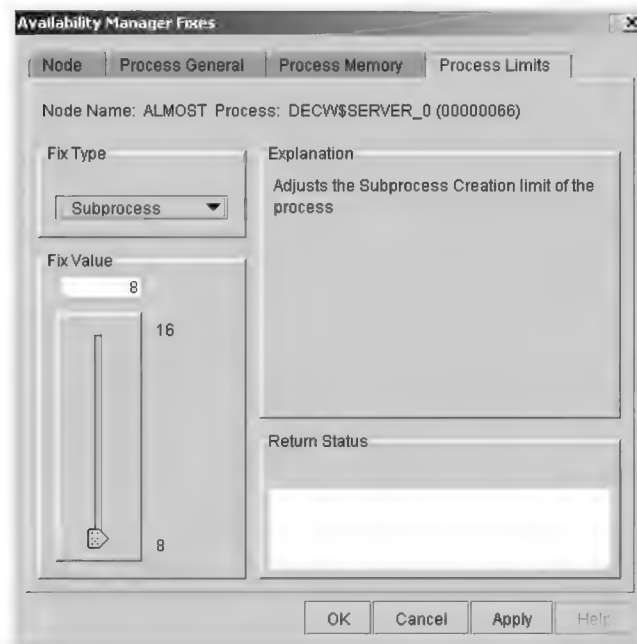 Availability Manager Fixes
Node Process General Process Memory Process Limits
Node Name: ALMOST Process: DECW$SERVER_0 (00000066)
Fix Type
Subprocess
Explanation
Adjusts the Subprocess Creation limit of the
process
Fix Value
8
16
8
Return Status
OK Cancel Apply Help